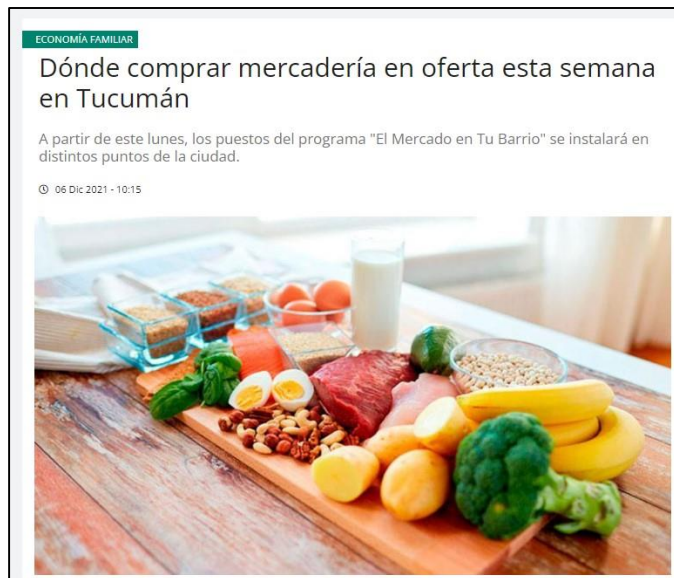 ECONOMÍA FAMILIAR
Dónde comprar mercadería en oferta esta semana
en Tucumán
A partir de este lunes, los puestos del programa "El Mercado en Tu Barrio" se instalará en
distintos puntos de la ciudad.
06 Dic 2021 - 10:15